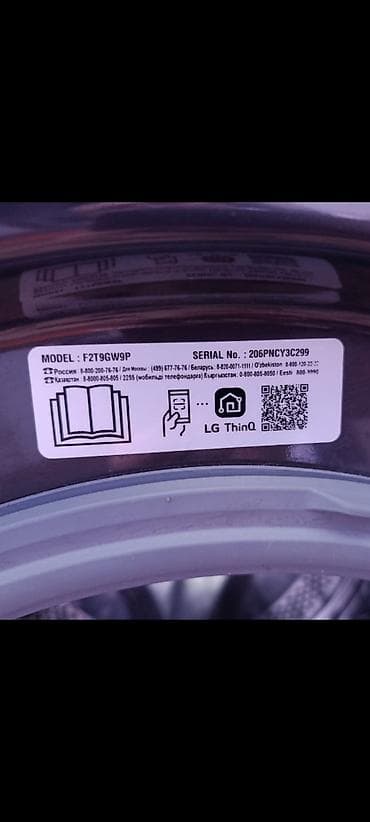 MODEL : F2T9GW9P SERIAL No. : 206PNCY3C299
☎Россия : 8-800-200-76-76 / Для Москвы : (499) 677-76-76 / Беларусь: 8-820-0071-1111 / O'zbekiston:
☎Қазақстан : 8-8000-805-805 / 2255 (мобильді телефондарға) Кыргызстан: 0-800-805-8050 / Eesti
LG ThinQ